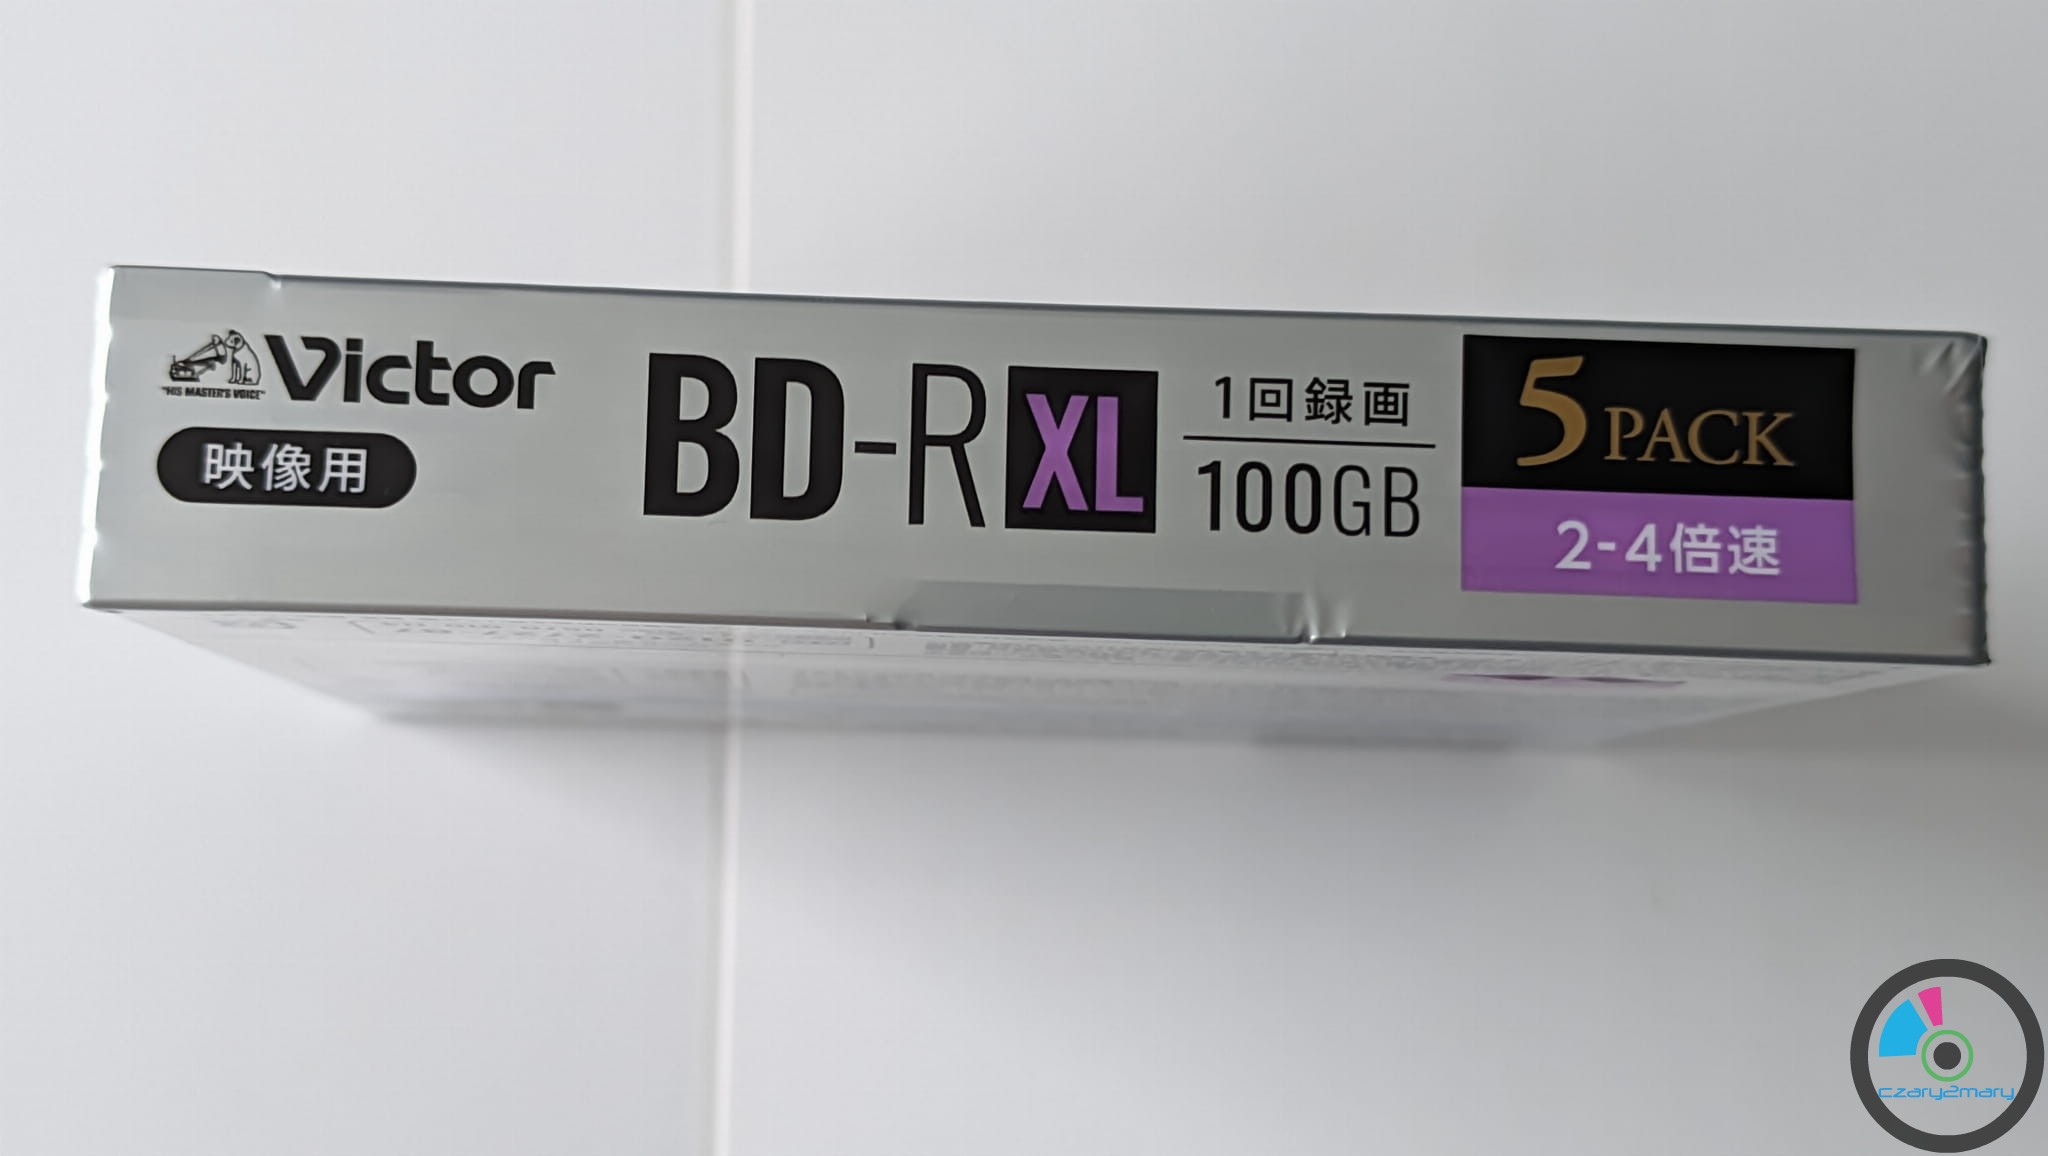 Victor
"HIS MASTER'S VOICE"
映像用
BD-R XL
1回録画
100GB
5 PACK
2-4倍速
czary2mary